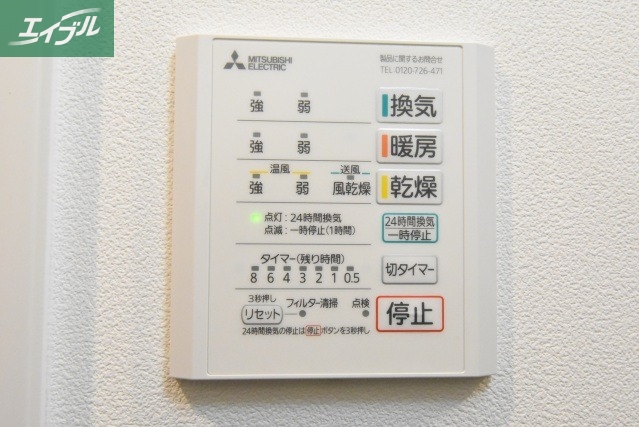 エイブル
MITSUBISHI
ELECTRIC
製品に関するお問合せ
TEL 0120-726-471
強 弱 換気
強 弱 暖房
温風 送風
強 弱 風乾燥 乾燥
点灯：24時間換気
点滅：一時停止(1時間)
24時間換気
一時停止
タイマー(残り時間)
8 6 4 3 2 1 0.5
切タイマー
3秒押し
リセット フィルター清掃 点検
停止
24時間換気の停止は停止ボタンを3秒押し